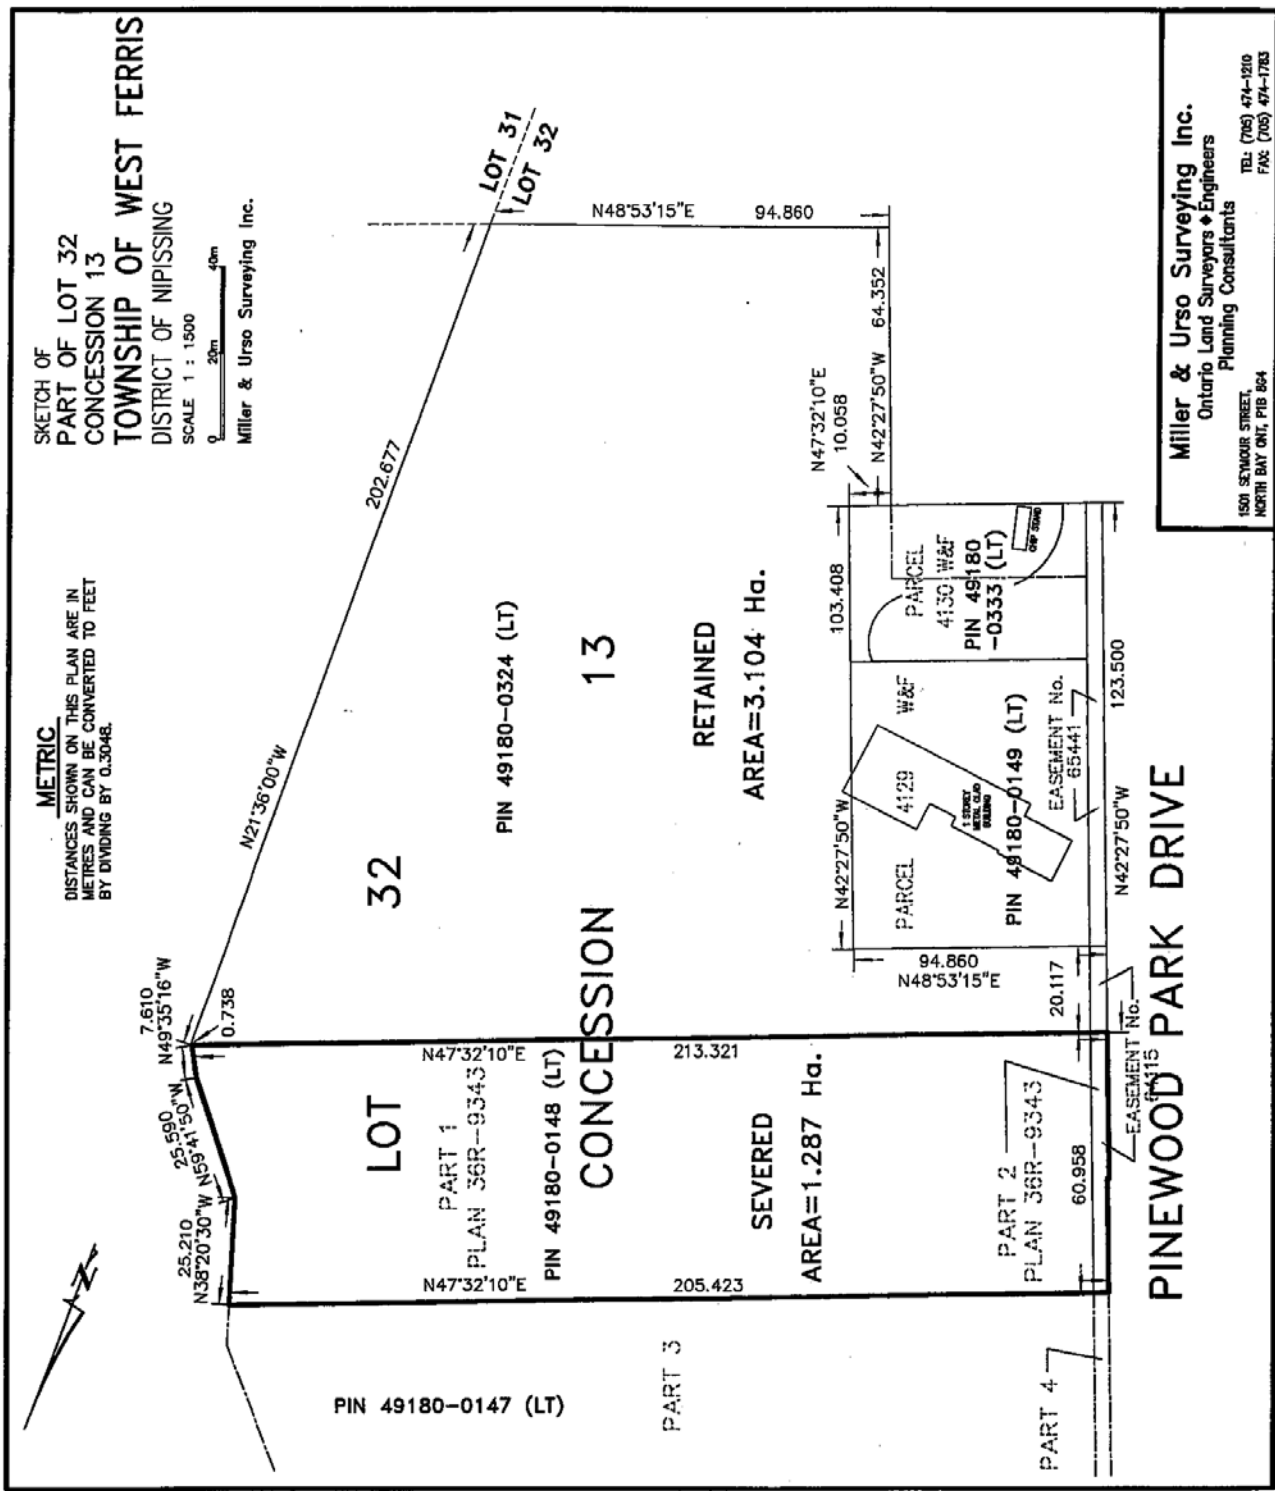 SKETCH OF
PART OF LOT 32
CONCESSION 13
TOWNSHIP OF WEST FERRIS
DISTRICT OF NIPISSING
SCALE 1 : 1500
0 20m 40m
Miller & Urso Surveying Inc.
METRIC
DISTANCES SHOWN ON THIS PLAN ARE IN
METRES AND CAN BE CONVERTED TO FEET
BY DIVIDING BY 0.3048.
LOT 31
LOT 32
N48°53'15"E 94.860
202.677
N21°36'00"W
7.610
N49°35'16"W
0.738
25.590
N59°41'50"W
25.210
N38°20'30"W
N
N42°27'50"W 64.352
N47°32'10"E
10.058
103.408
N42°27'50"W
PIN 49180-0324 (LT)
LOT 32
CONCESSION 13
RETAINED
AREA=3.104 Ha.
PARCEL
4130 W&F
PIN 49180
-0333 (LT)
CHIP STAND
PARCEL 4129 W&F
1 STOREY
METAL CLAD
BUILDING
PIN 49180-0149 (LT)
EASEMENT No.
65441
123.500
N42°27'50"W
94.860
N48°53'15"E
20.117
N47°32'10"E 213.321
PART 1
PLAN 36R-9343
PIN 49180-0148 (LT)
SEVERED
AREA=1.287 Ha.
PART 2
PLAN 36R-9343
60.958
EASEMENT No.
N47°32'10"E 205.423
PIN 49180-0147 (LT)
PART 3
PART 4
PINEWOOD PARK DRIVE
Miller & Urso Surveying Inc.
Ontario Land Surveyors ◆ Engineers
Planning Consultants
1501 SEYMOUR STREET,
NORTH BAY ONT, P1B 8G4
TEL: (705) 474-1210
FAX: (705) 474-1783